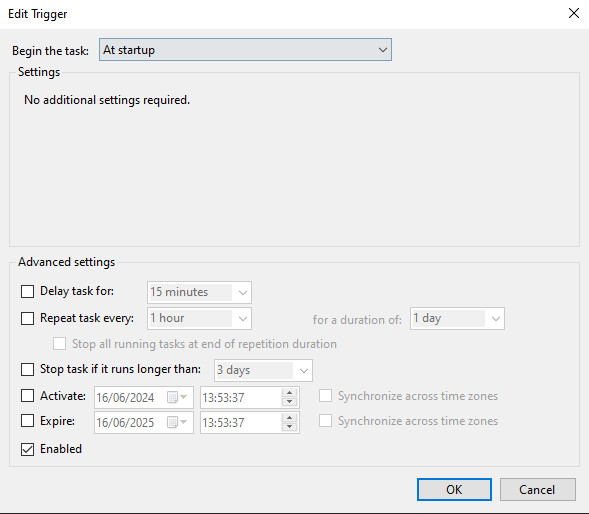 Edit Trigger
Begin the task: At startup
Settings
No additional settings required.
Advanced settings
Delay task for: 15 minutes
Repeat task every: 1 hour for a duration of: 1 day
Stop all running tasks at end of repetition duration
Stop task if it runs longer than: 3 days
Activate: 16/06/2024 13:53:37 Synchronize across time zones
Expire: 16/06/2025 13:53:37 Synchronize across time zones
Enabled
OK Cancel